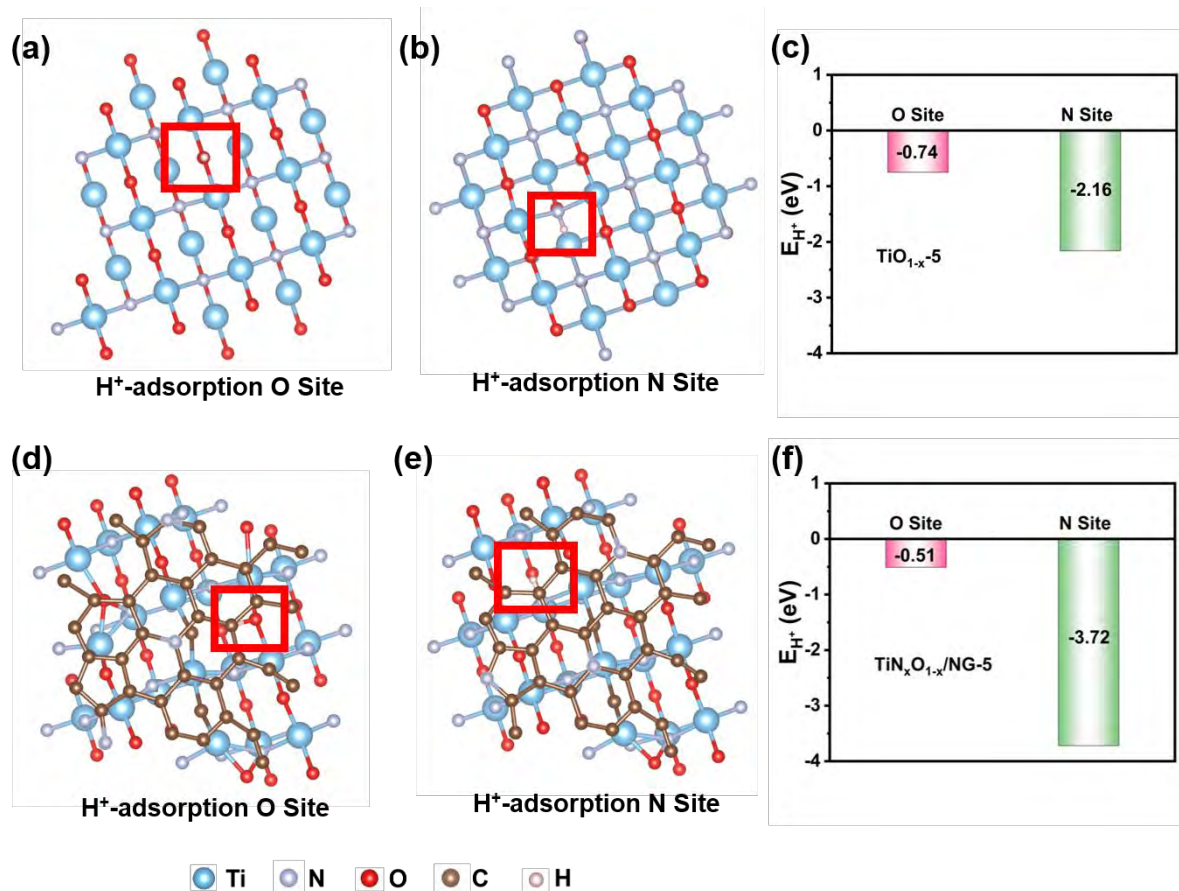 (a)
H⁺-adsorption O Site
(b)
H⁺-adsorption N Site
(c)
1
0
-1
-2
-3
-4
E_H⁺ (eV)
O Site
N Site
-0.74
-2.16
TiO₁₋ₓ-5
(d)
H⁺-adsorption O Site
(e)
H⁺-adsorption N Site
(f)
1
0
-1
-2
-3
-4
E_H⁺ (eV)
O Site
N Site
-0.51
-3.72
TiNₓO₁₋ₓ/NG-5
Ti N O C H